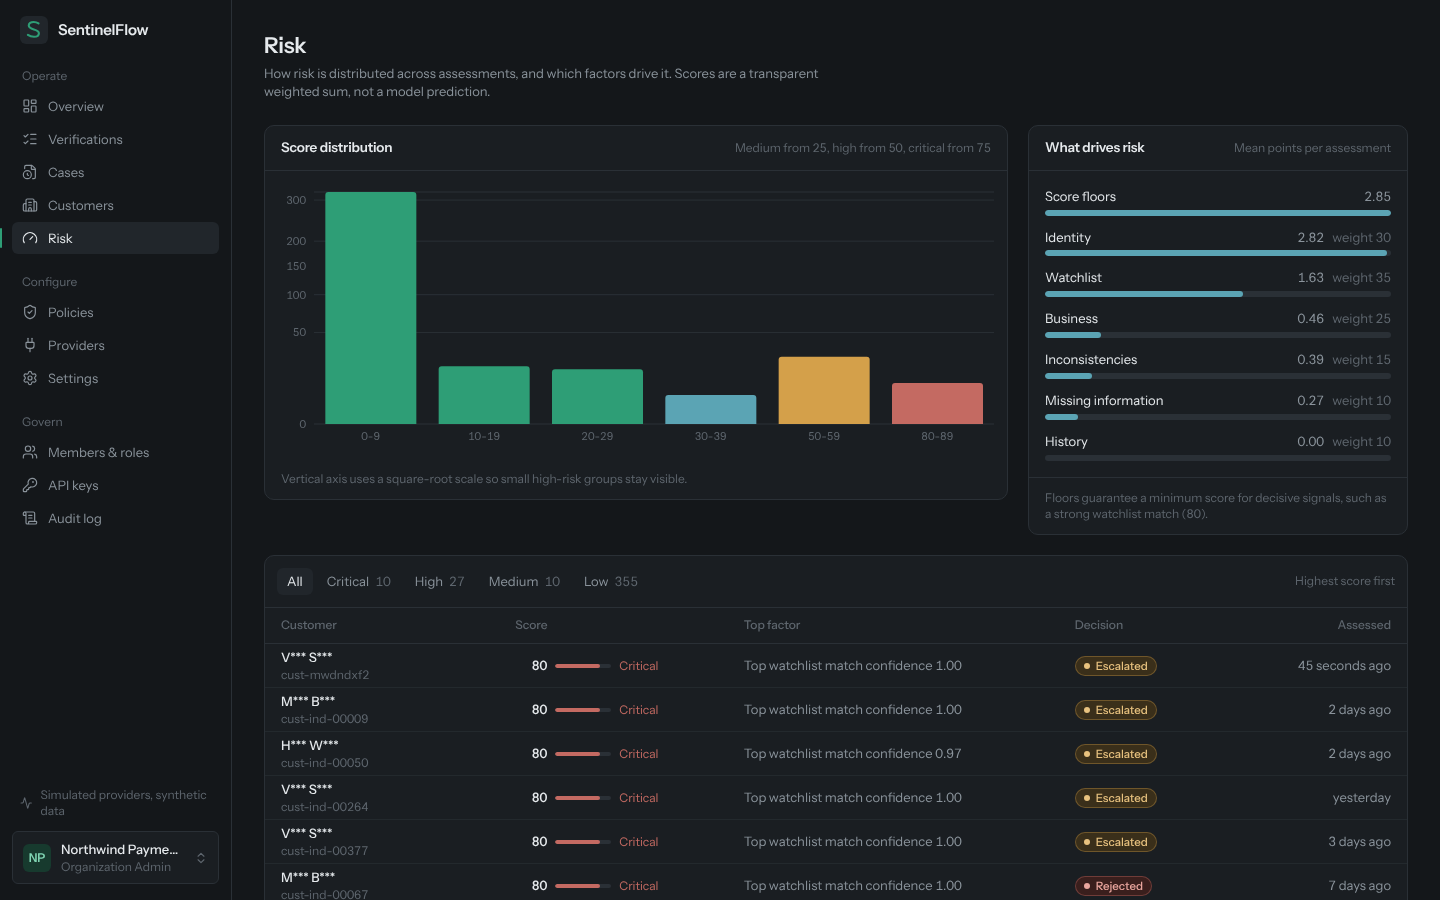 SentinelFlow
Operate
Overview
Verifications
Cases
Customers
Risk
Configure
Policies
Providers
Settings
Govern
Members & roles
API keys
Audit log
Simulated providers, synthetic
data
NP
Northwind Payme...
Organization Admin
Risk
How risk is distributed across assessments, and which factors drive it. Scores are a transparent
weighted sum, not a model prediction.
Score distribution
Medium from 25, high from 50, critical from 75
300
200
150
100
50
0
0–9
10–19
20–29
30–39
50–59
80–89
Vertical axis uses a square-root scale so small high-risk groups stay visible.
What drives risk
Mean points per assessment
Score floors 2.85
Identity 2.82 weight 30
Watchlist 1.63 weight 35
Business 0.46 weight 25
Inconsistencies 0.39 weight 15
Missing information 0.27 weight 10
History 0.00 weight 10
Floors guarantee a minimum score for decisive signals, such as
a strong watchlist match (80).
All Critical 10 High 27 Medium 10 Low 355 Highest score first
Customer Score Top factor Decision Assessed
V*** S***
cust-mwdndxf2
80 Critical Top watchlist match confidence 1.00 Escalated 45 seconds ago
M*** B***
cust-ind-00009
80 Critical Top watchlist match confidence 1.00 Escalated 2 days ago
H*** W***
cust-ind-00050
80 Critical Top watchlist match confidence 0.97 Escalated 2 days ago
V*** S***
cust-ind-00264
80 Critical Top watchlist match confidence 1.00 Escalated yesterday
V*** S***
cust-ind-00377
80 Critical Top watchlist match confidence 1.00 Escalated 3 days ago
M*** B***
cust-ind-00067
80 Critical Top watchlist match confidence 1.00 Rejected 7 days ago